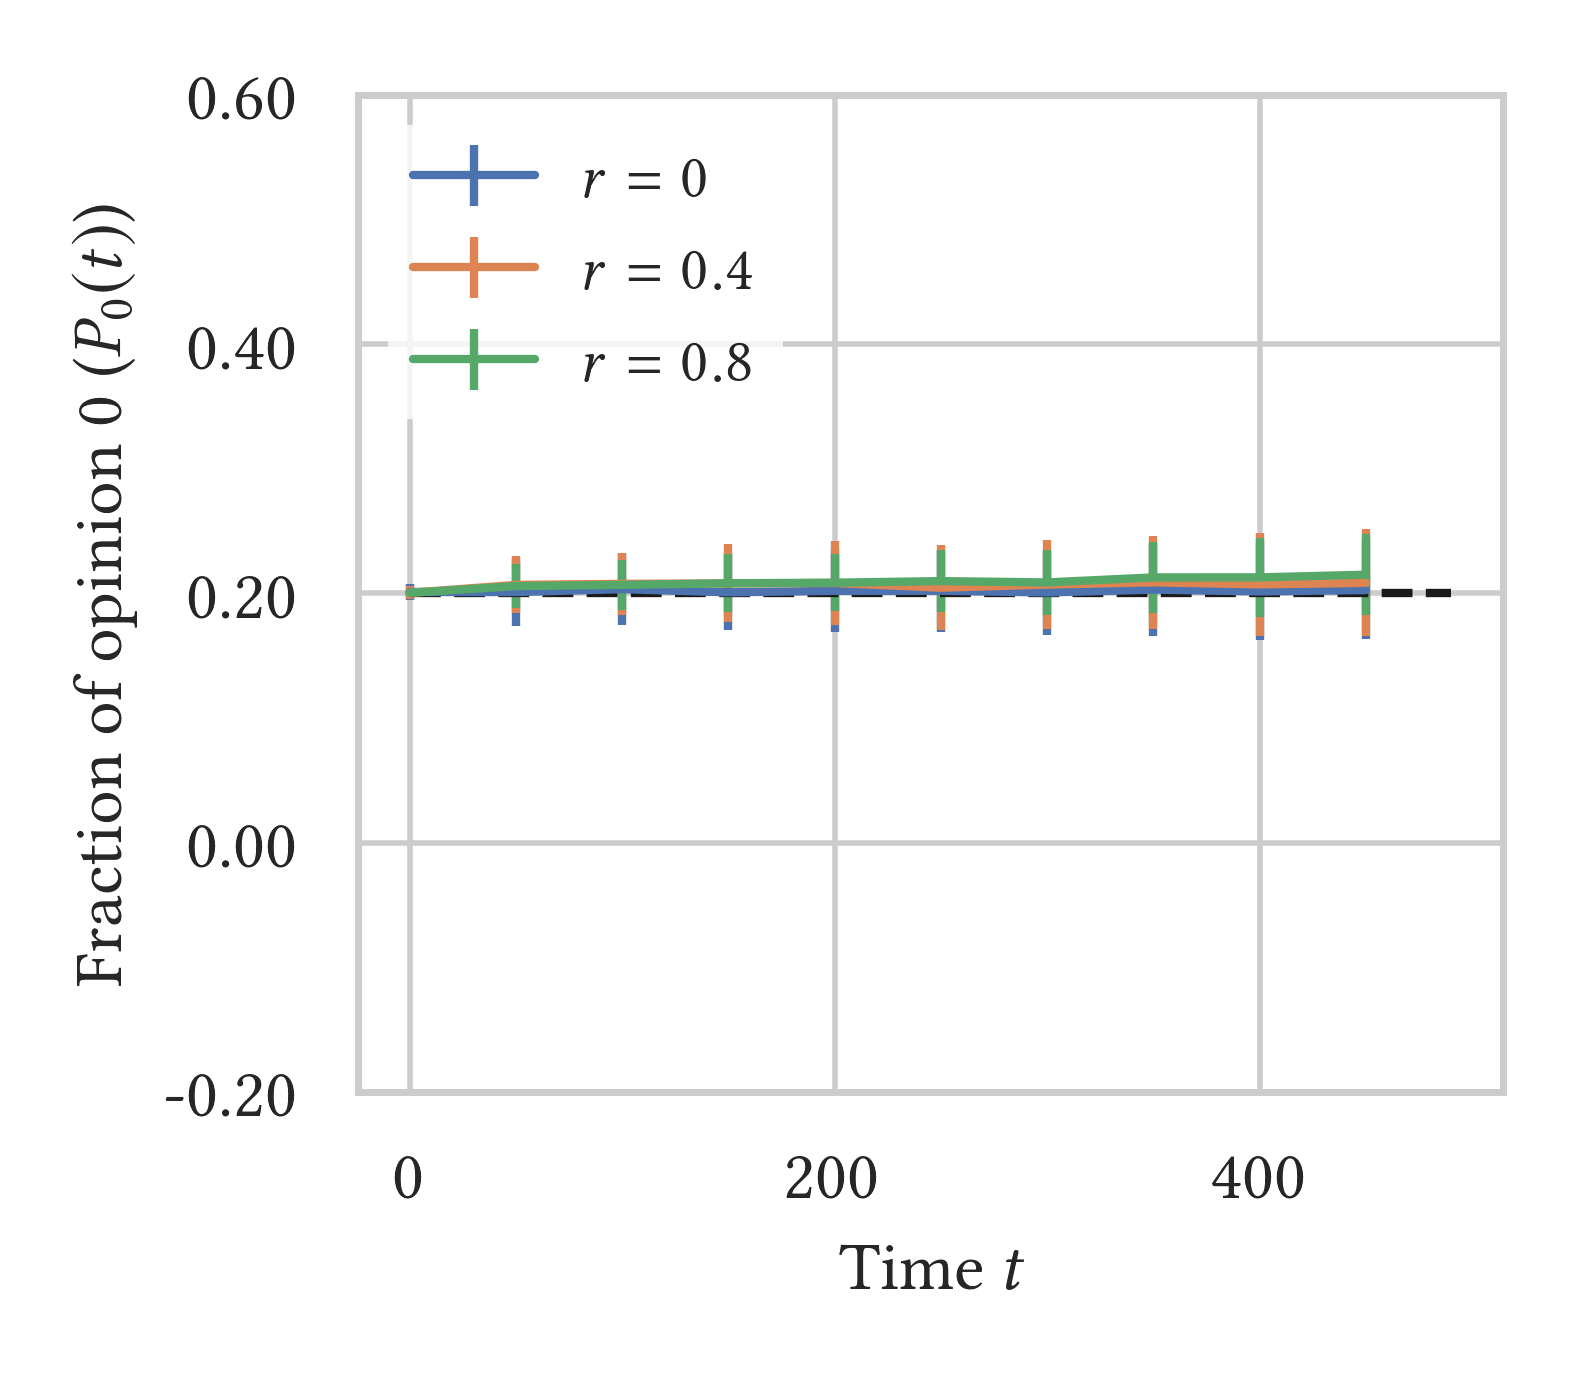 0.60
0.40
0.20
0.00
-0.20
Fraction of opinion 0 (P₀(t))
r = 0
r = 0.4
r = 0.8
0 200 400
Time t